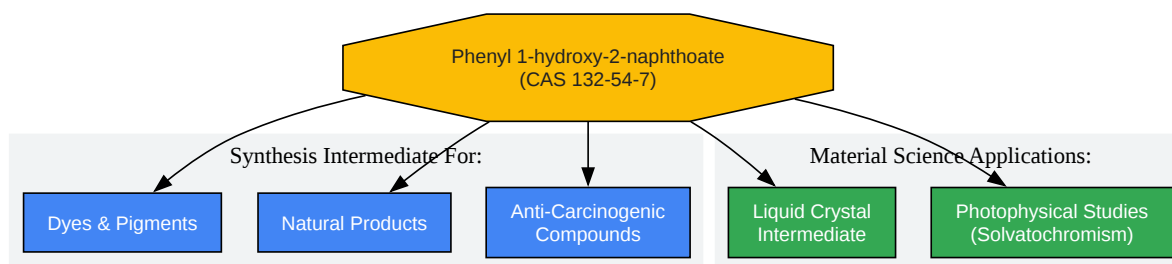 Phenyl 1-hydroxy-2-naphthoate
(CAS 132-54-7)
Synthesis Intermediate For:
Material Science Applications:
Dyes & Pigments
Natural Products
Anti-Carcinogenic
Compounds
Liquid Crystal
Intermediate
Photophysical Studies
(Solvatochromism)